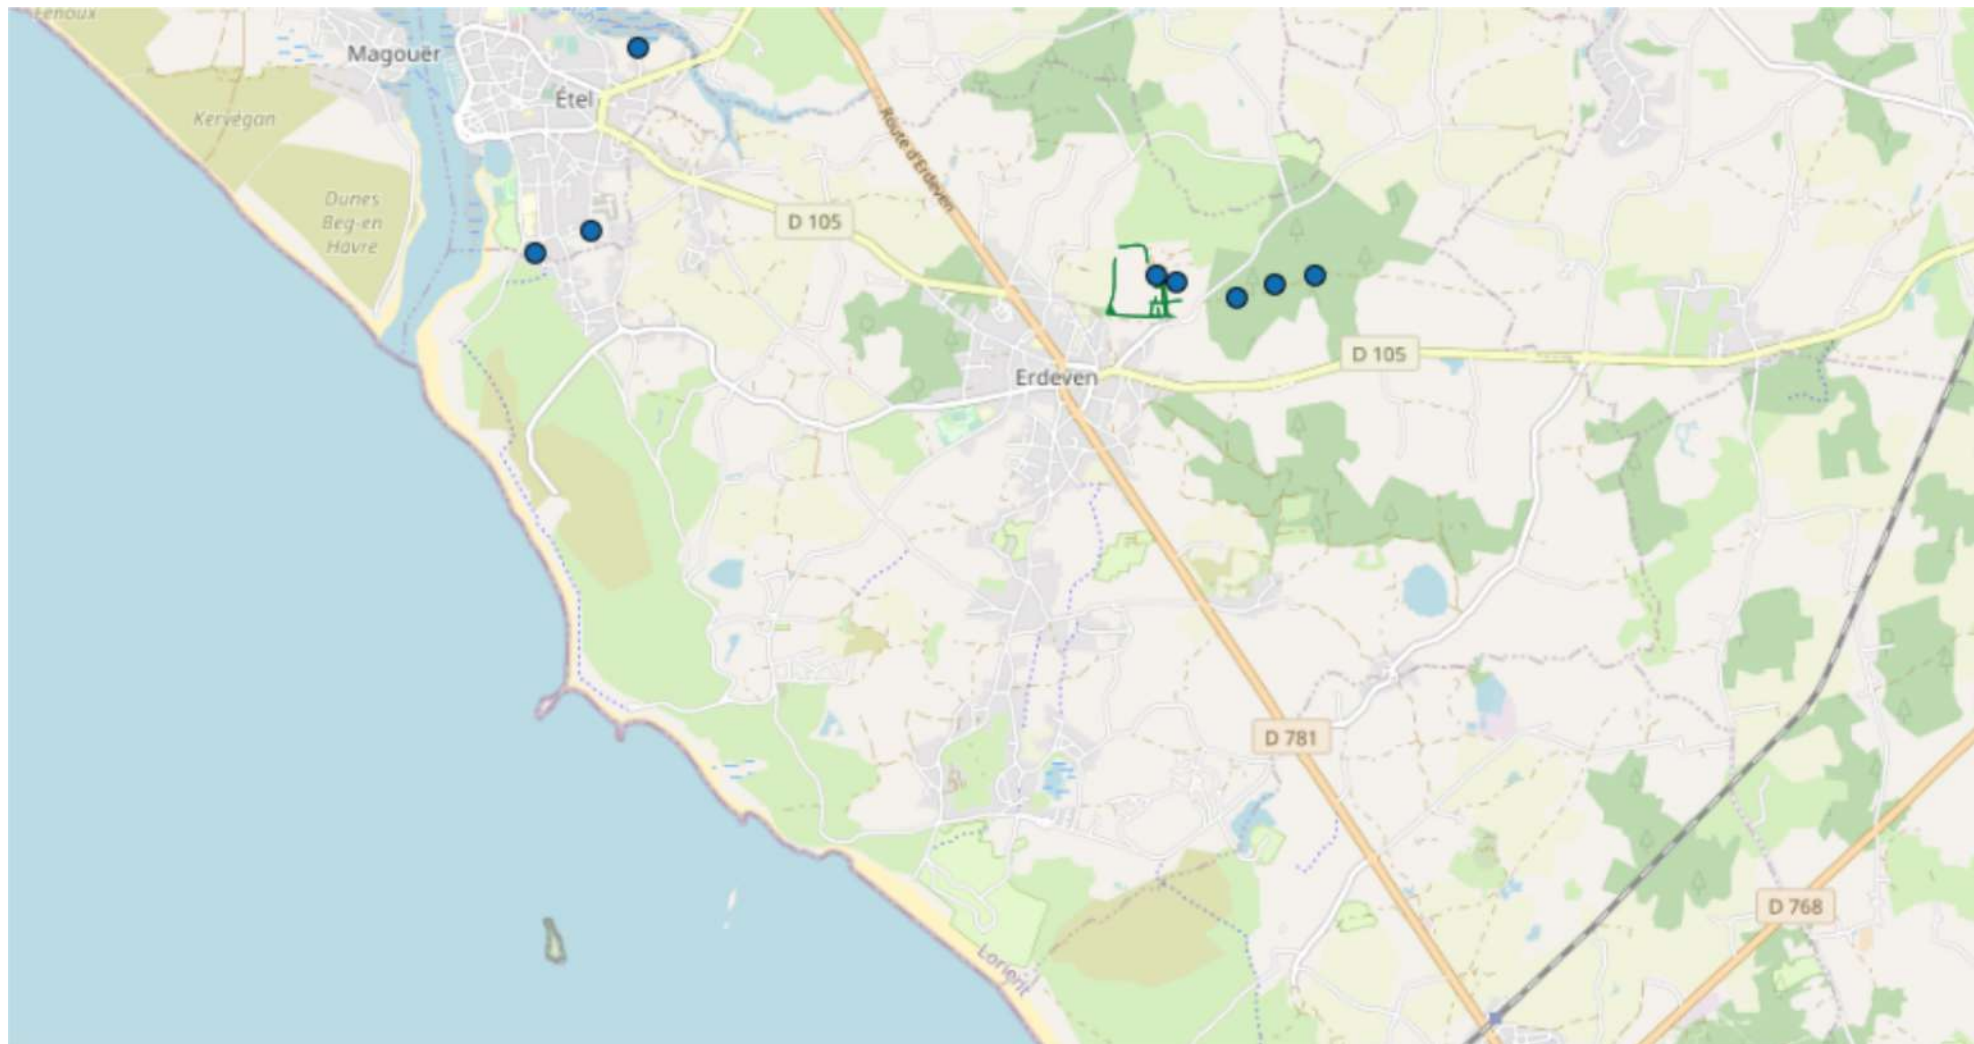 Magouër
Étel
Kervégan
Route d'Erdeven
Dunes
Beg-en
Havre
D 105
D 105
Erdeven
D 781
D 768
Lorient